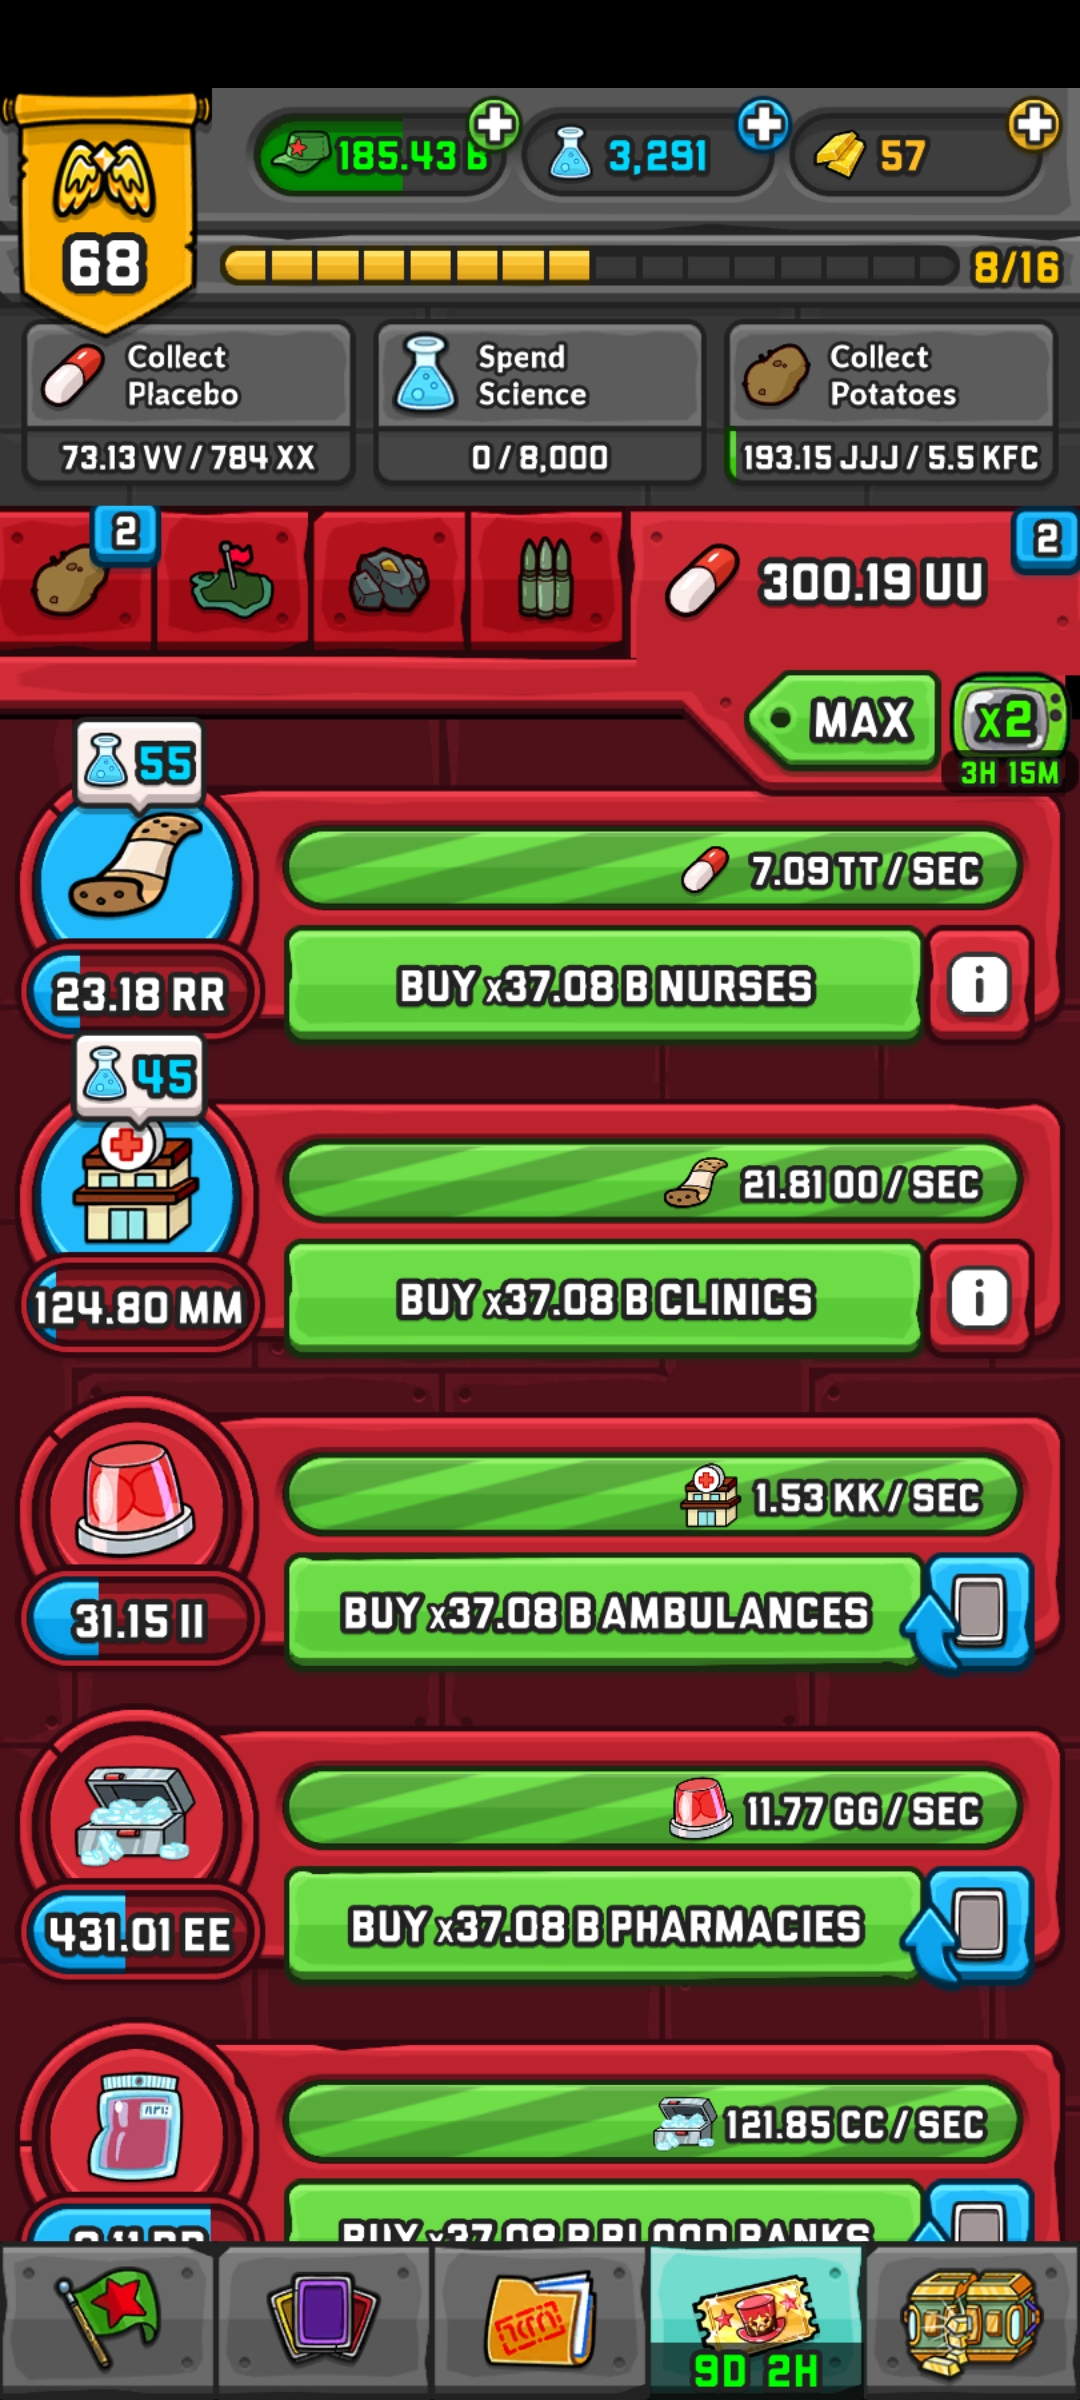 185.43 B
3,291
57
68
8/16
Collect
Placebo
73.13 VV / 784 XX
Spend
Science
0 / 8,000
Collect
Potatoes
193.15 JJJ / 5.5 KFC
2
300.19 UU
2
MAX
x2
3H 15M
55
7.09 TT / SEC
23.18 RR
BUY x37.08 B NURSES
i
45
21.81 OO / SEC
124.80 MM
BUY x37.08 B CLINICS
i
1.53 KK / SEC
31.15 II
BUY x37.08 B AMBULANCES
11.77 GG / SEC
431.01 EE
BUY x37.08 B PHARMACIES
121.85 CC / SEC
BUY x37.08 B BLOOD BANKS
9D 2H